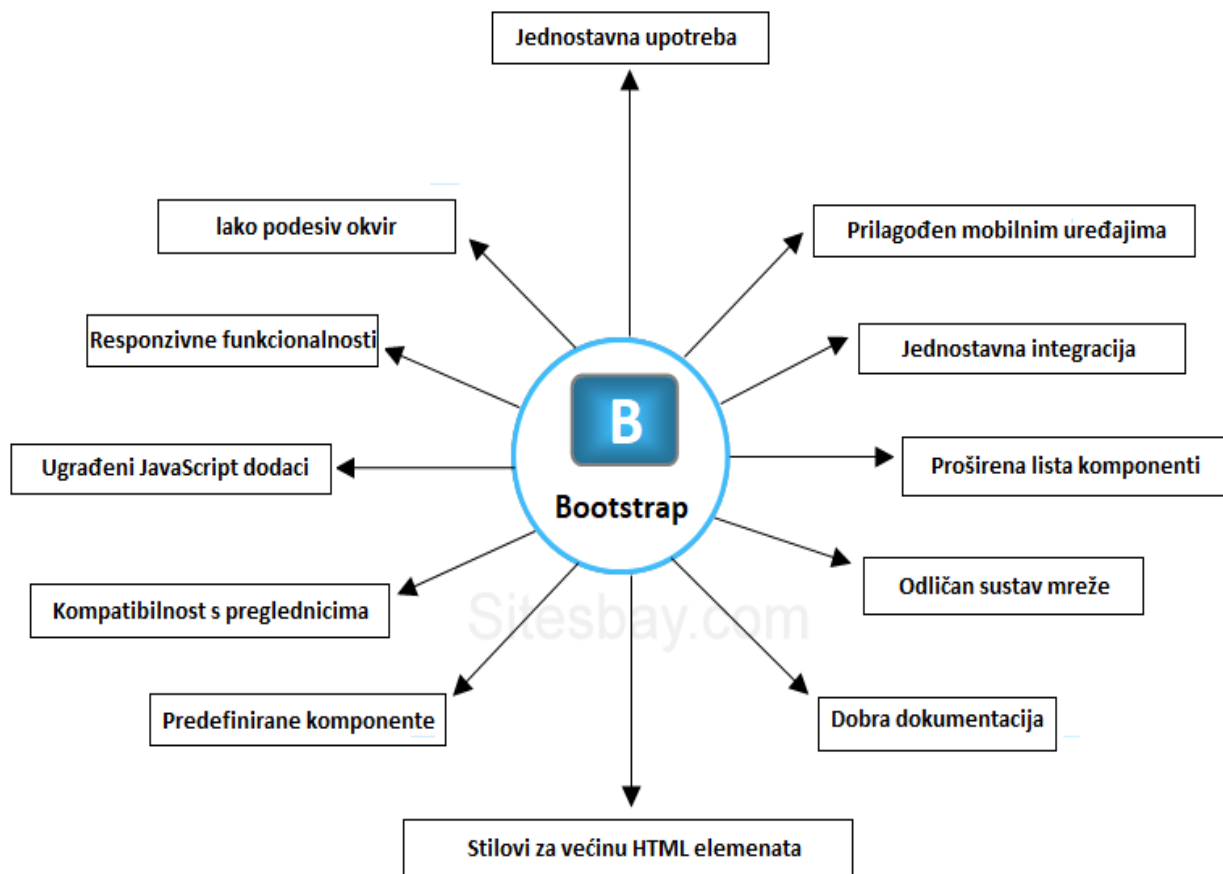 Jednostavna upotreba
lako podesiv okvir
Prilagođen mobilnim uređajima
Responzivne funkcionalnosti
Jednostavna integracija
B
Bootstrap
Ugrađeni JavaScript dodaci
Proširena lista komponenti
Kompatibilnost s preglednicima
Odličan sustav mreže
Sitesbay.com
Predefinirane komponente
Dobra dokumentacija
Stilovi za većinu HTML elemenata